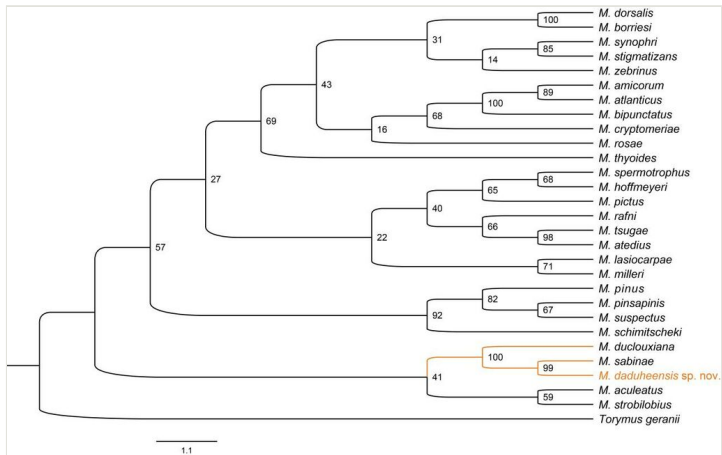 M. dorsalis
100
M. borriesi
31
M. synophri
85
M. stigmatizans
14
M. zebrinus
43
M. amicorum
89
M. atlanticus
100
M. bipunctatus
68
M. cryptomeriae
16
M. rosae
69
M. thyoides
M. spermotrophus
68
M. hoffmeyeri
65
M. pictus
27
40
M. rafni
66
M. tsugae
98
M. atedius
22
57
M. lasiocarpae
71
M. milleri
M. pinus
82
M. pinsapinis
67
M. suspectus
92
M. schimitscheki
M. duclouxiana
100
M. sabinae
99
M. daduheensis sp. nov.
41
M. aculeatus
59
M. strobilobius
Torymus geranii
1.1